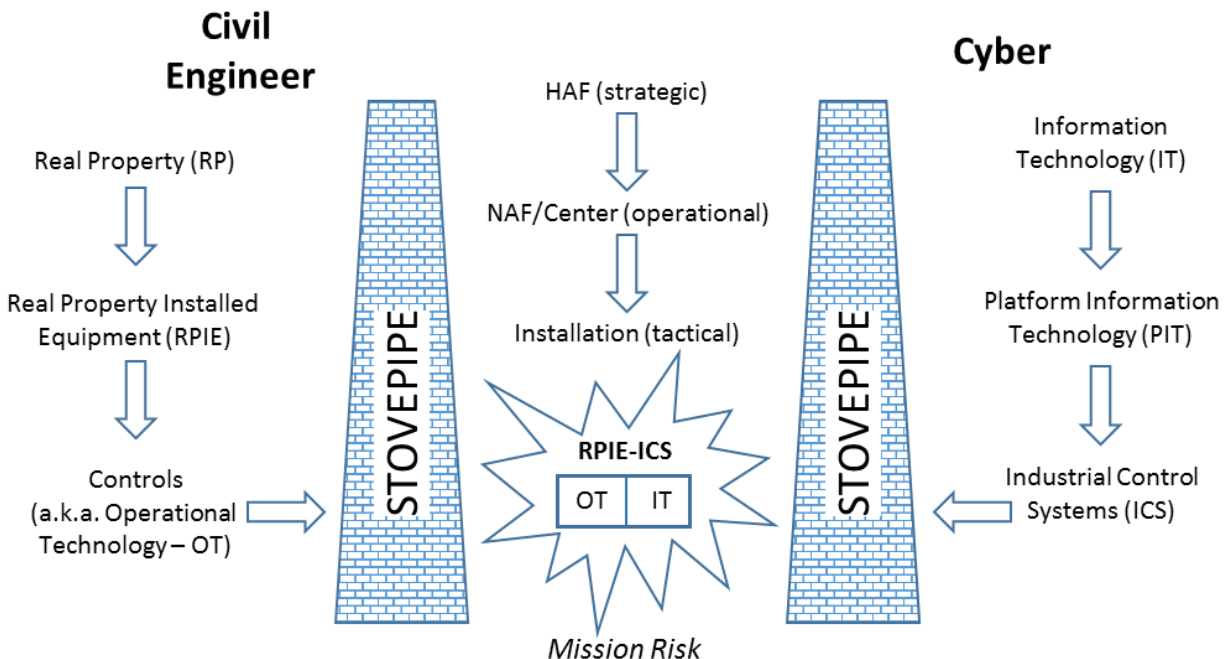 Civil
Engineer
Real Property (RP)
Real Property Installed
Equipment (RPIE)
Controls
(a.k.a. Operational
Technology – OT)
STOVEPIPE
HAF (strategic)
NAF/Center (operational)
Installation (tactical)
RPIE-ICS
OT IT
Mission Risk
STOVEPIPE
Cyber
Information
Technology (IT)
Platform Information
Technology (PIT)
Industrial Control
Systems (ICS)